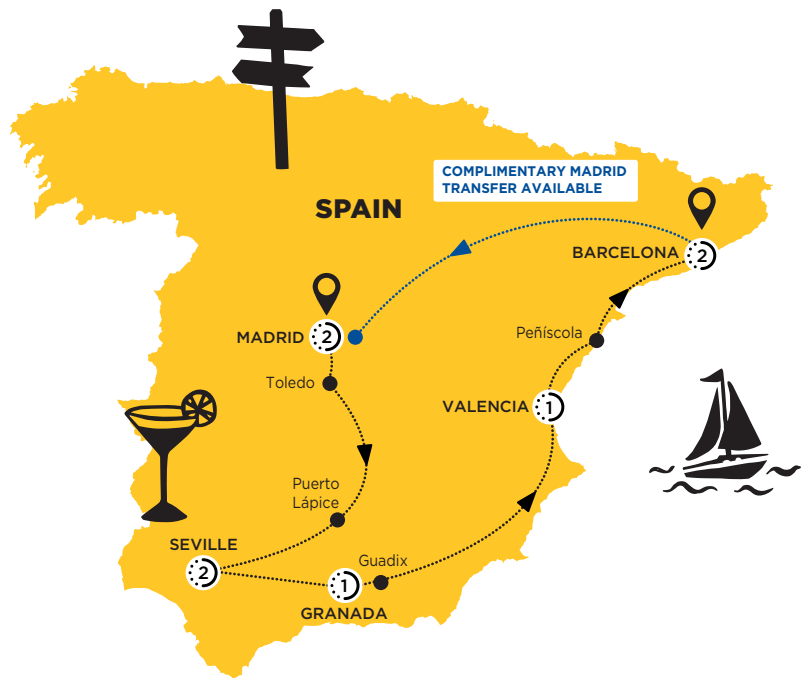 COMPLIMENTARY MADRID
TRANSFER AVAILABLE
SPAIN
BARCELONA
2
MADRID
2
Peñíscola
Toledo
VALENCIA
1
Puerto
Lápice
SEVILLE
2
Guadix
1
GRANADA